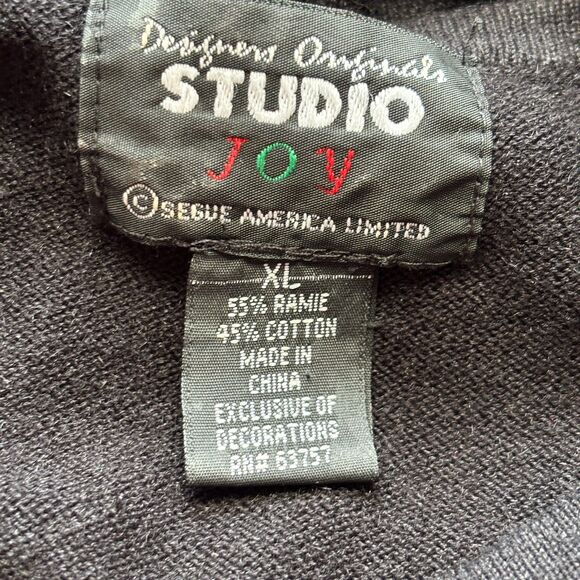 Designers Originals
STUDIO
JOY
© SEGUE AMERICA LIMITED
XL
55% RAMIE
45% COTTON
MADE IN
CHINA
EXCLUSIVE OF
DECORATIONS
RN# 63757